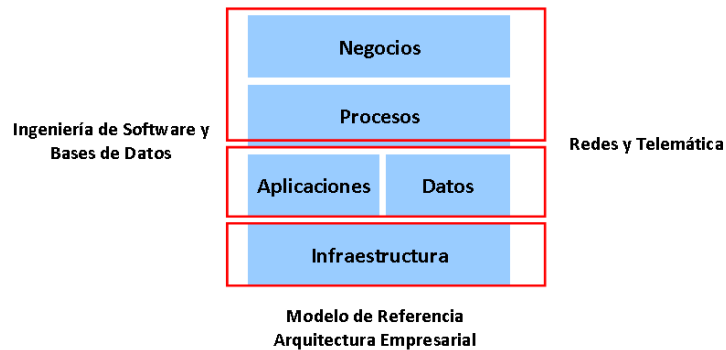 Negocios
Procesos
Ingeniería de Software y
Bases de Datos
Redes y Telemática
Aplicaciones
Datos
Infraestructura
Modelo de Referencia
Arquitectura Empresarial